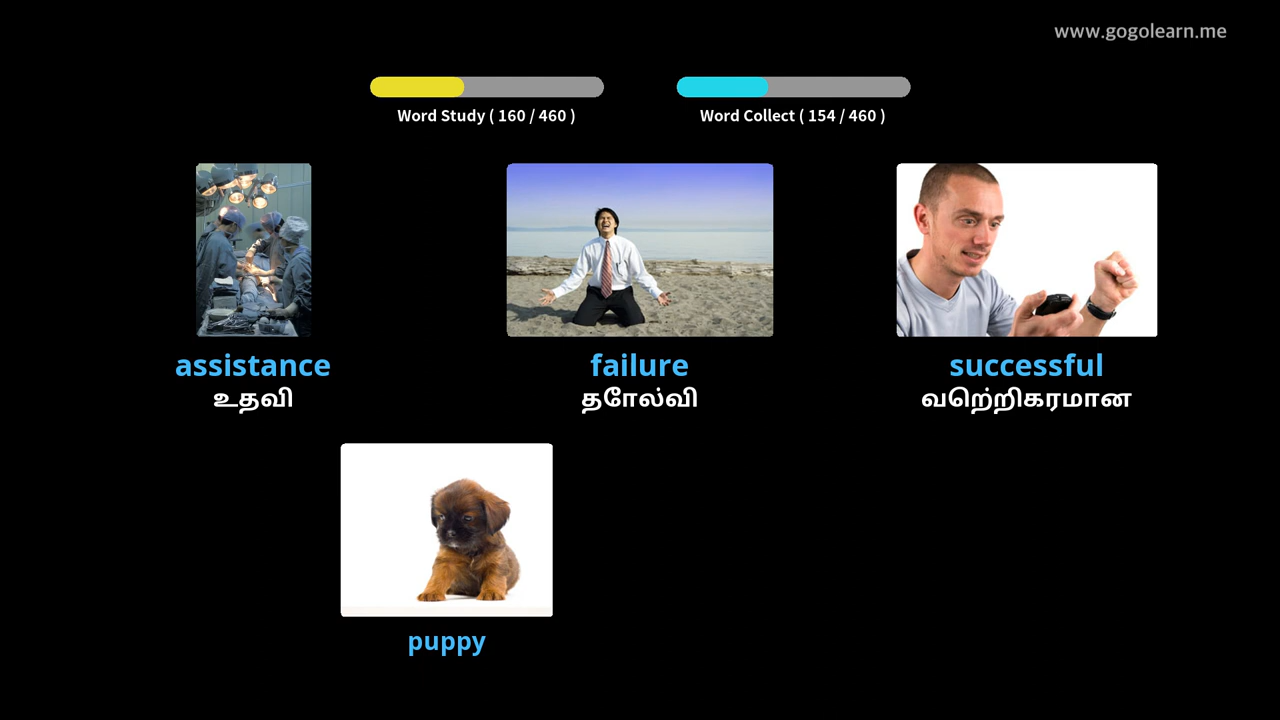 www.gogolearn.me
Word Study ( 160 / 460 )
Word Collect ( 154 / 460 )
assistance
உதவி
failure
தோல்வி
successful
வெற்றிகரமான
puppy